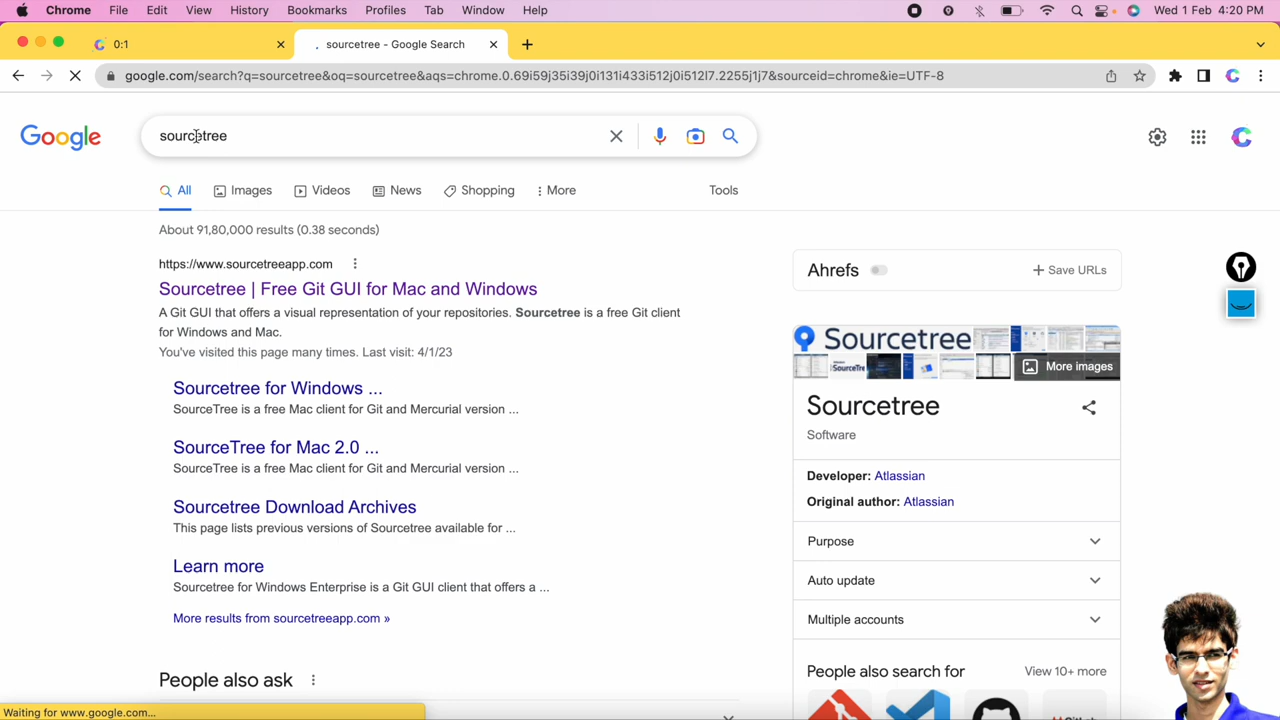 Chrome File Edit View History Bookmarks Profiles Tab Window Help Wed 1 Feb 4:20 PM
0:1
sourcetree - Google Search
google.com/search?q=sourcetree&oq=sourcetree&aqs=chrome.0.69i59j35i39j0i131i433i512j0i512l7.2255j1j7&sourceid=chrome&ie=UTF-8
Google
sourcetree
All Images Videos News Shopping More Tools
About 91,80,000 results (0.38 seconds)
https://www.sourcetreeapp.com
Sourcetree | Free Git GUI for Mac and Windows
A Git GUI that offers a visual representation of your repositories. Sourcetree is a free Git client
for Windows and Mac.
You've visited this page many times. Last visit: 4/1/23
Sourcetree for Windows ...
SourceTree is a free Mac client for Git and Mercurial version ...
SourceTree for Mac 2.0 ...
SourceTree is a free Mac client for Git and Mercurial version ...
Sourcetree Download Archives
This page lists previous versions of Sourcetree available for ...
Learn more
Sourcetree for Windows Enterprise is a Git GUI client that offers a ...
More results from sourcetreeapp.com »
People also ask
Ahrefs + Save URLs
Sourcetree
More images
Sourcetree
Software
Developer: Atlassian
Original author: Atlassian
Purpose
Auto update
Multiple accounts
People also search for View 10+ more
Waiting for www.google.com...